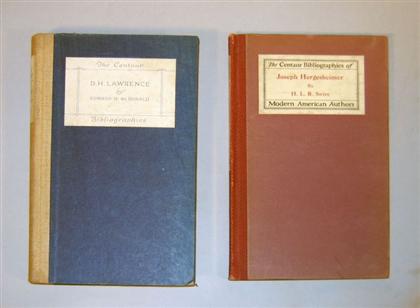 The Centaur
D.H. LAWRENCE
By
EDWARD D. McDONALD
Bibliographies
The Centaur Bibliographies of
Joseph Hergesheimer
By
H. L. R. Swire
Modern American Authors